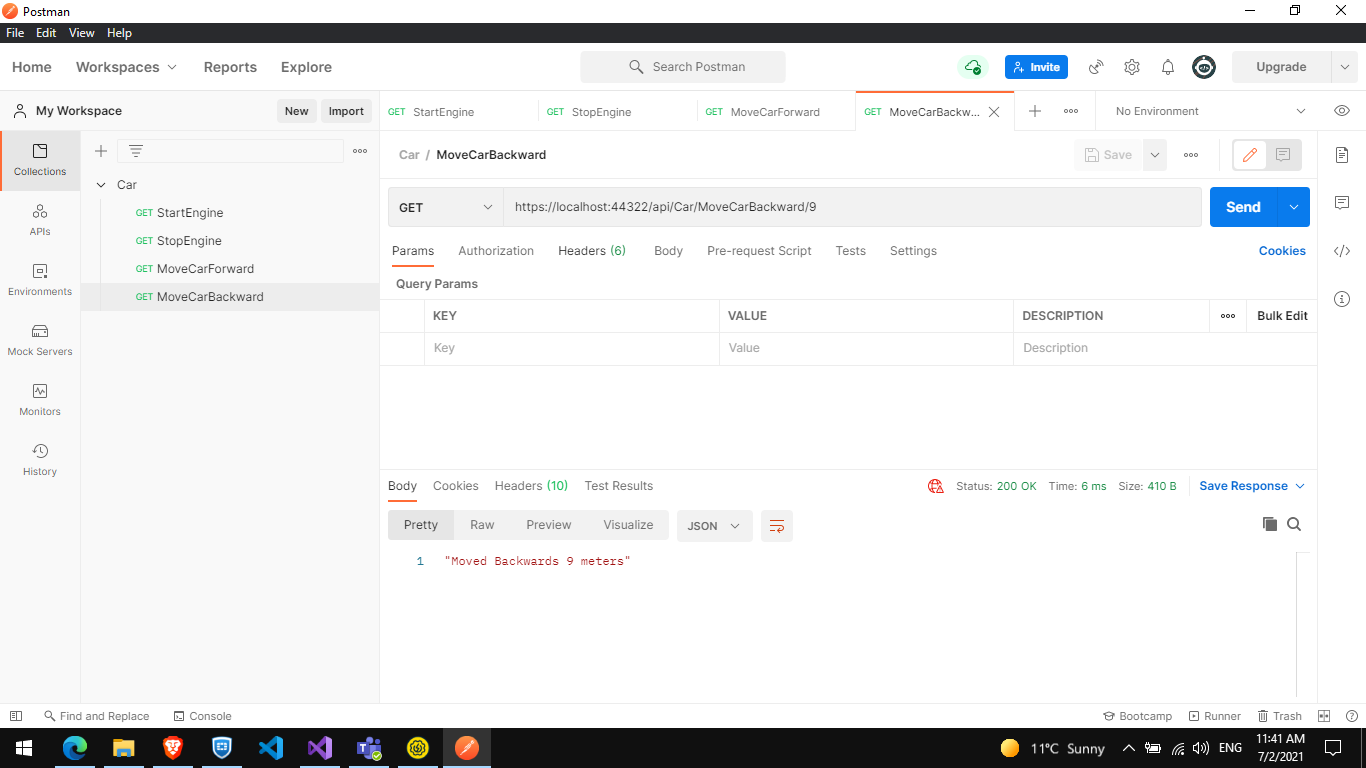 Postman
File Edit View Help
Home Workspaces Reports Explore Search Postman Invite Upgrade
My Workspace New Import
GET StartEngine GET StopEngine GET MoveCarForward GET MoveCarBackw... No Environment
Collections
APIs
Environments
Mock Servers
Monitors
History
Car
GET StartEngine
GET StopEngine
GET MoveCarForward
GET MoveCarBackward
Car / MoveCarBackward Save
GET https://localhost:44322/api/Car/MoveCarBackward/9 Send
Params Authorization Headers (6) Body Pre-request Script Tests Settings Cookies
Query Params
KEY VALUE DESCRIPTION Bulk Edit
Key Value Description
Body Cookies Headers (10) Test Results Status: 200 OK Time: 6 ms Size: 410 B Save Response
Pretty Raw Preview Visualize JSON
1 "Moved Backwards 9 meters"
Find and Replace Console Bootcamp Runner Trash
11°C Sunny ENG 11:41 AM
7/2/2021